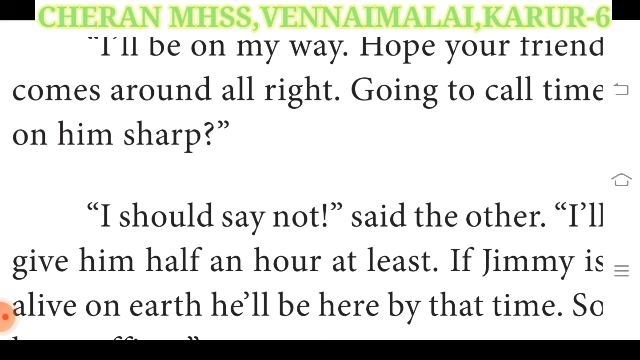 CHERAN MHSS,VENNAIMALAI,KARUR-6
“I’ll be on my way. Hope your friend
comes around all right. Going to call time
on him sharp?”
“I should say not!” said the other. “I’ll
give him half an hour at least. If Jimmy is
alive on earth he’ll be here by that time. So